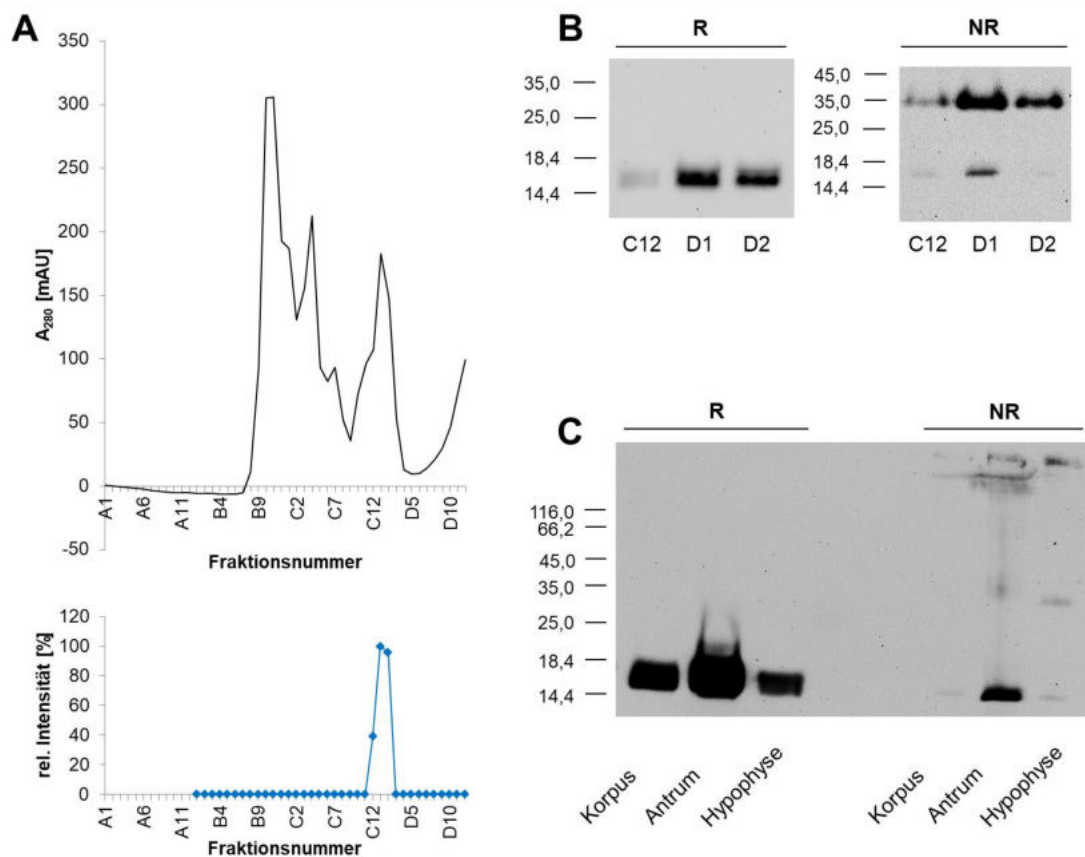 A
350
300
250
200
150
100
50
0
-50
A₂₈₀ [mAU]
A1 A6 A11 B4 B9 C2 C7 C12 D5 D10
Fraktionsnummer
120
100
80
60
40
20
0
rel. Intensität [%]
A1 A6 A11 B4 B9 C2 C7 C12 D5 D10
Fraktionsnummer
B
R
35,0
25,0
18,4
14,4
C12 D1 D2
NR
45,0
35,0
25,0
18,4
14,4
C12 D1 D2
C
R NR
116,0
66,2
45,0
35,0
25,0
18,4
14,4
Korpus Antrum Hypophyse Korpus Antrum Hypophyse